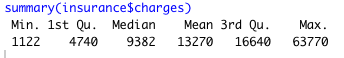 summary(insurance$charges)
Min. 1st Qu. Median Mean 3rd Qu. Max.
1122 4740 9382 13270 16640 63770